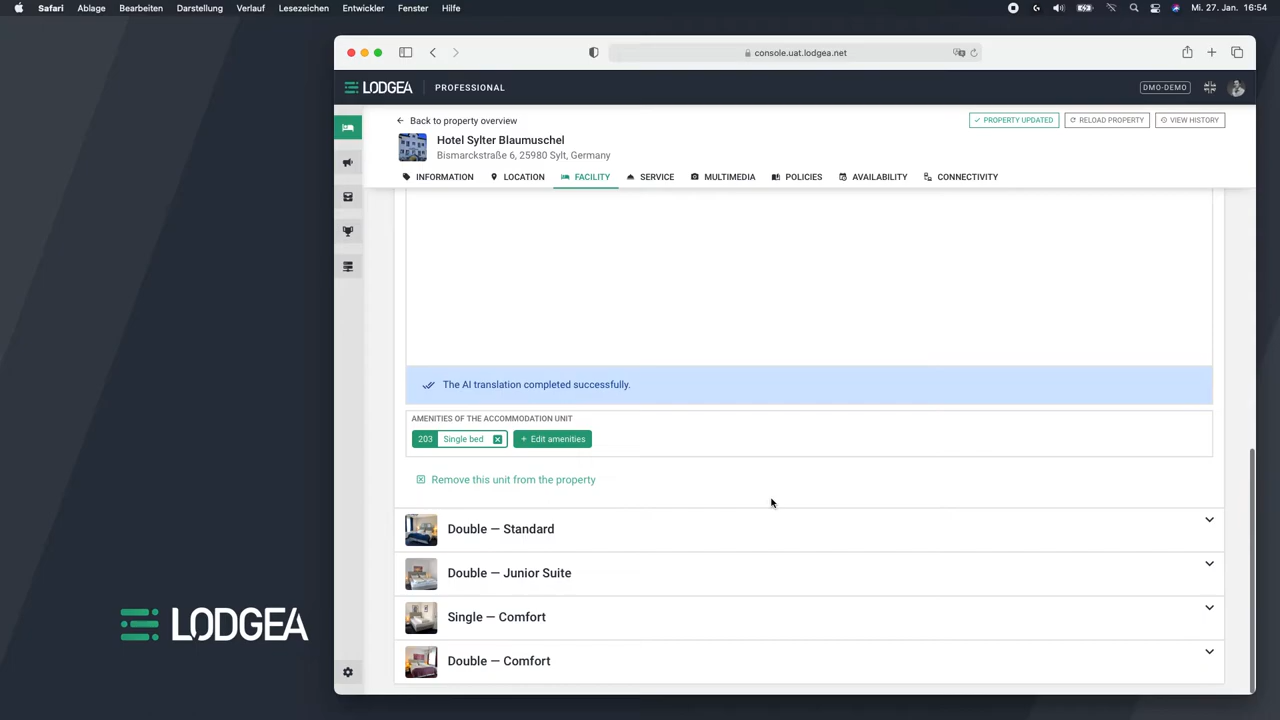 Safari Ablage Bearbeiten Darstellung Verlauf Lesezeichen Entwickler Fenster Hilfe Mi. 27. Jan. 16:54
console.uat.lodgea.net
LODGEA PROFESSIONAL DMO-DEMO
Back to property overview PROPERTY UPDATED RELOAD PROPERTY VIEW HISTORY
Hotel Sylter Blaumuschel
Bismarckstraße 6, 25980 Sylt, Germany
INFORMATION LOCATION FACILITY SERVICE MULTIMEDIA POLICIES AVAILABILITY CONNECTIVITY
The AI translation completed successfully.
AMENITIES OF THE ACCOMMODATION UNIT
203 Single bed + Edit amenities
Remove this unit from the property
Double — Standard
Double — Junior Suite
Single — Comfort
Double — Comfort
LODGEA